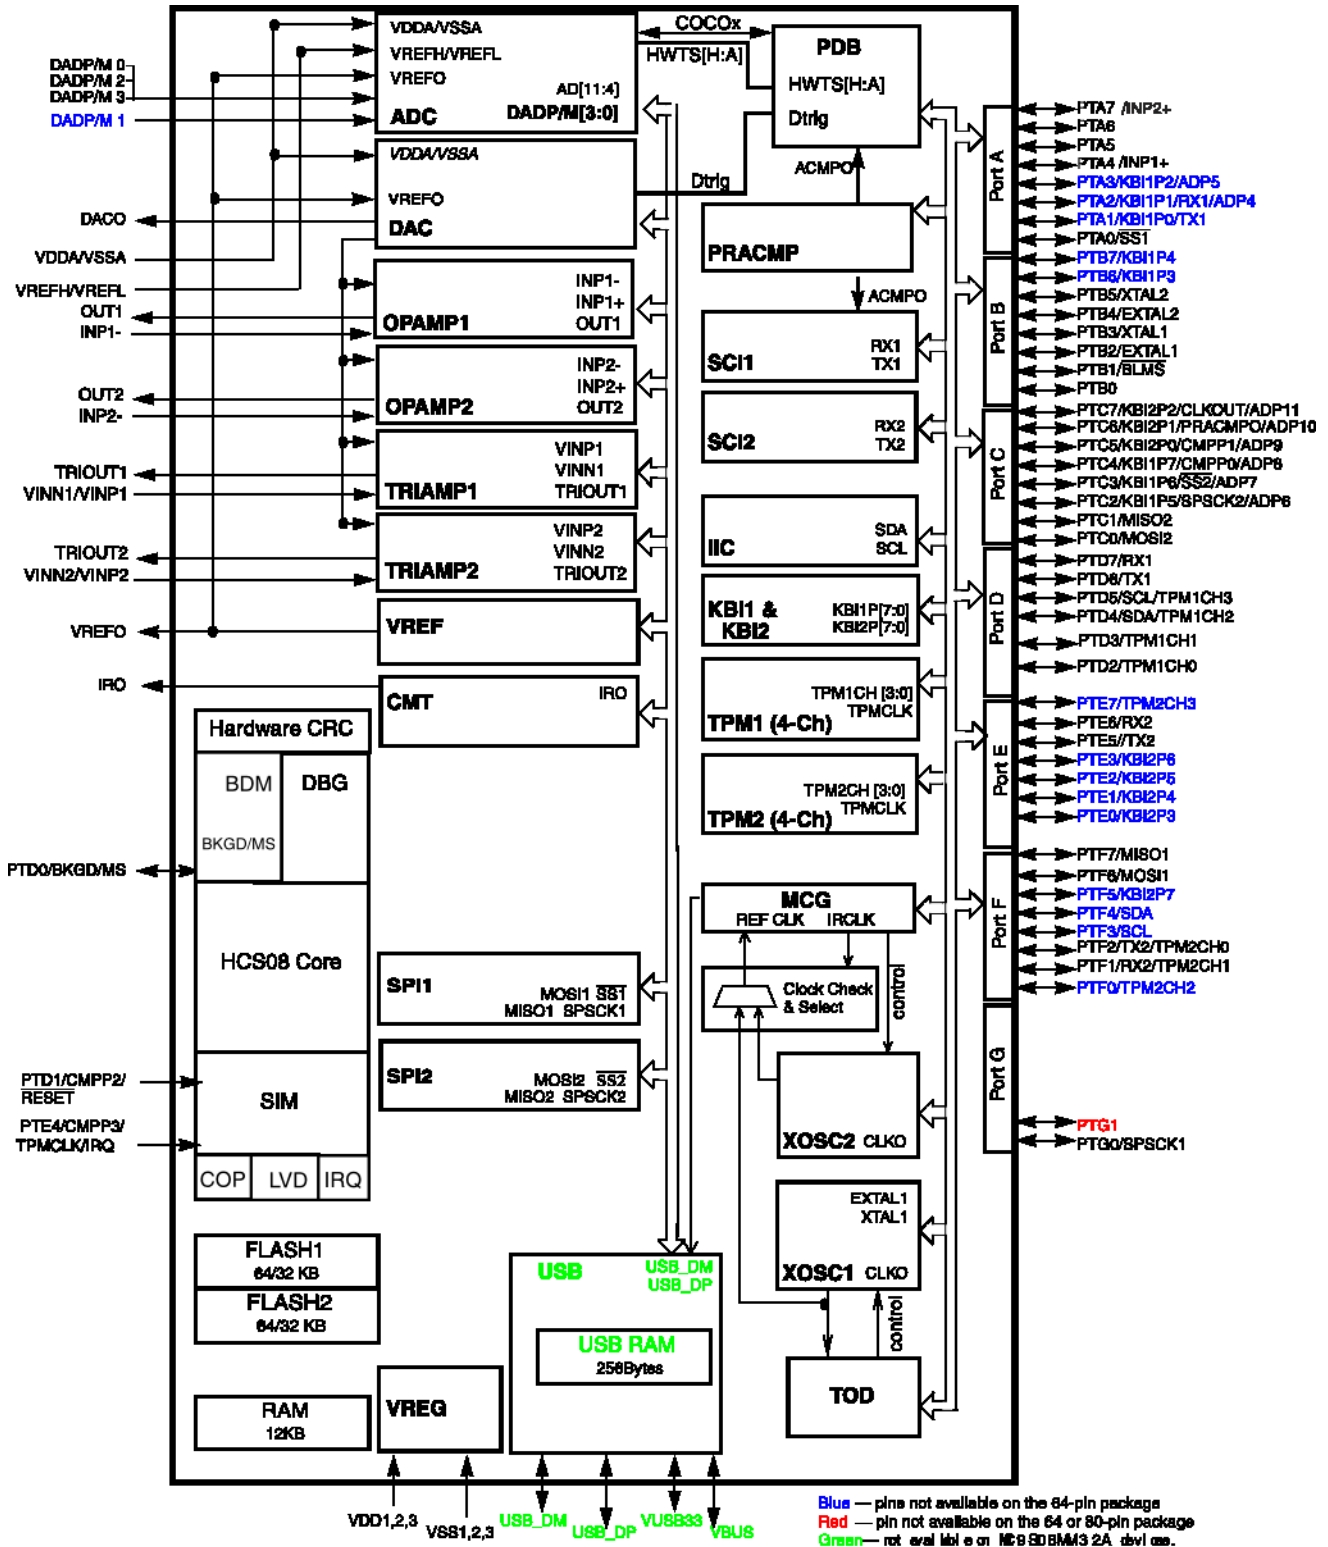 VDDA/VSSA
VREFH/VREFL
VREFO
AD[11:4]
DADP/M[3:0]
ADC
COCOx
HWTS[H:A]
PDB
HWTS[H:A]
Dtrig
DADP/M 0
DADP/M 2
DADP/M 3
DADP/M 1
VDDA/VSSA
VREFO
DAC
Dtrig
ACMPO
DACO
VDDA/VSSA
VREFH/VREFL
OUT1
INP1-
INP1-
INP1+
OUT1
OPAMP1
PRACMP
ACMPO
OUT2
INP2-
INP2-
INP2+
OUT2
OPAMP2
RX1
TX1
SCI1
TRIOUT1
VINN1/VINP1
VINP1
VINN1
TRIOUT1
TRIAMP1
RX2
TX2
SCI2
TRIOUT2
VINN2/VINP2
VINP2
VINN2
TRIOUT2
TRIAMP2
SDA
SCL
IIC
VREFO
VREF
KBI1 &
KBI2
KBI1P[7:0]
KBI2P[7:0]
IRO
IRO
CMT
TPM1CH [3:0]
TPMCLK
TPM1 (4-Ch)
TPM2CH [3:0]
TPMCLK
TPM2 (4-Ch)
Hardware CRC
BDM
DBG
BKGD/MS
PTD0/BKGD/MS
HCS08 Core
PTD1/CMPP2/
RESET
PTE4/CMPP3/
TPMCLK/IRQ
SIM
COP
LVD
IRQ
MCG
REF CLK
IRCLK
Clock Check
& Select
control
SPI1
MOSI1 SS1
MISO1 SPSCK1
SPI2
MOSI2 SS2
MISO2 SPSCK2
XOSC2 CLKO
EXTAL1
XTAL1
XOSC1 CLKO
control
TOD
FLASH1
64/32 KB
FLASH2
64/32 KB
RAM
12KB
VREG
USB
USB_DM
USB_DP
USB RAM
256Bytes
VDD1,2,3
VSS1,2,3
USB_DM
USB_DP
VUSB33
VBUS
Port A
PTA7 /INP2+
PTA6
PTA5
PTA4 /INP1+
PTA3/KBI1P2/ADP5
PTA2/KBI1P1/RX1/ADP4
PTA1/KBI1P0/TX1
PTA0/SS1
Port B
PTB7/KBI1P4
PTB6/KBI1P3
PTB5/XTAL2
PTB4/EXTAL2
PTB3/XTAL1
PTB2/EXTAL1
PTB1/BLMS
PTB0
Port C
PTC7/KBI2P2/CLKOUT/ADP11
PTC6/KBI2P1/PRACMPO/ADP10
PTC5/KBI2P0/CMPP1/ADP9
PTC4/KBI1P7/CMPP0/ADP8
PTC3/KBI1P6/SS2/ADP7
PTC2/KBI1P5/SPSCK2/ADP6
PTC1/MISO2
PTC0/MOSI2
Port D
PTD7/RX1
PTD6/TX1
PTD5/SCL/TPM1CH3
PTD4/SDA/TPM1CH2
PTD3/TPM1CH1
PTD2/TPM1CH0
Port E
PTE7/TPM2CH3
PTE6/RX2
PTE5//TX2
PTE3/KBI2P6
PTE2/KBI2P5
PTE1/KBI2P4
PTE0/KBI2P3
Port F
PTF7/MISO1
PTF6/MOSI1
PTF5/KBI2P7
PTF4/SDA
PTF3/SCL
PTF2/TX2/TPM2CH0
PTF1/RX2/TPM2CH1
PTF0/TPM2CH2
Port G
PTG1
PTG0/SPSCK1
Blue — pins not available on the 64-pin package
Red — pin not available on the 64 or 80-pin package
Green — not available on MC9S08MM32A devices.